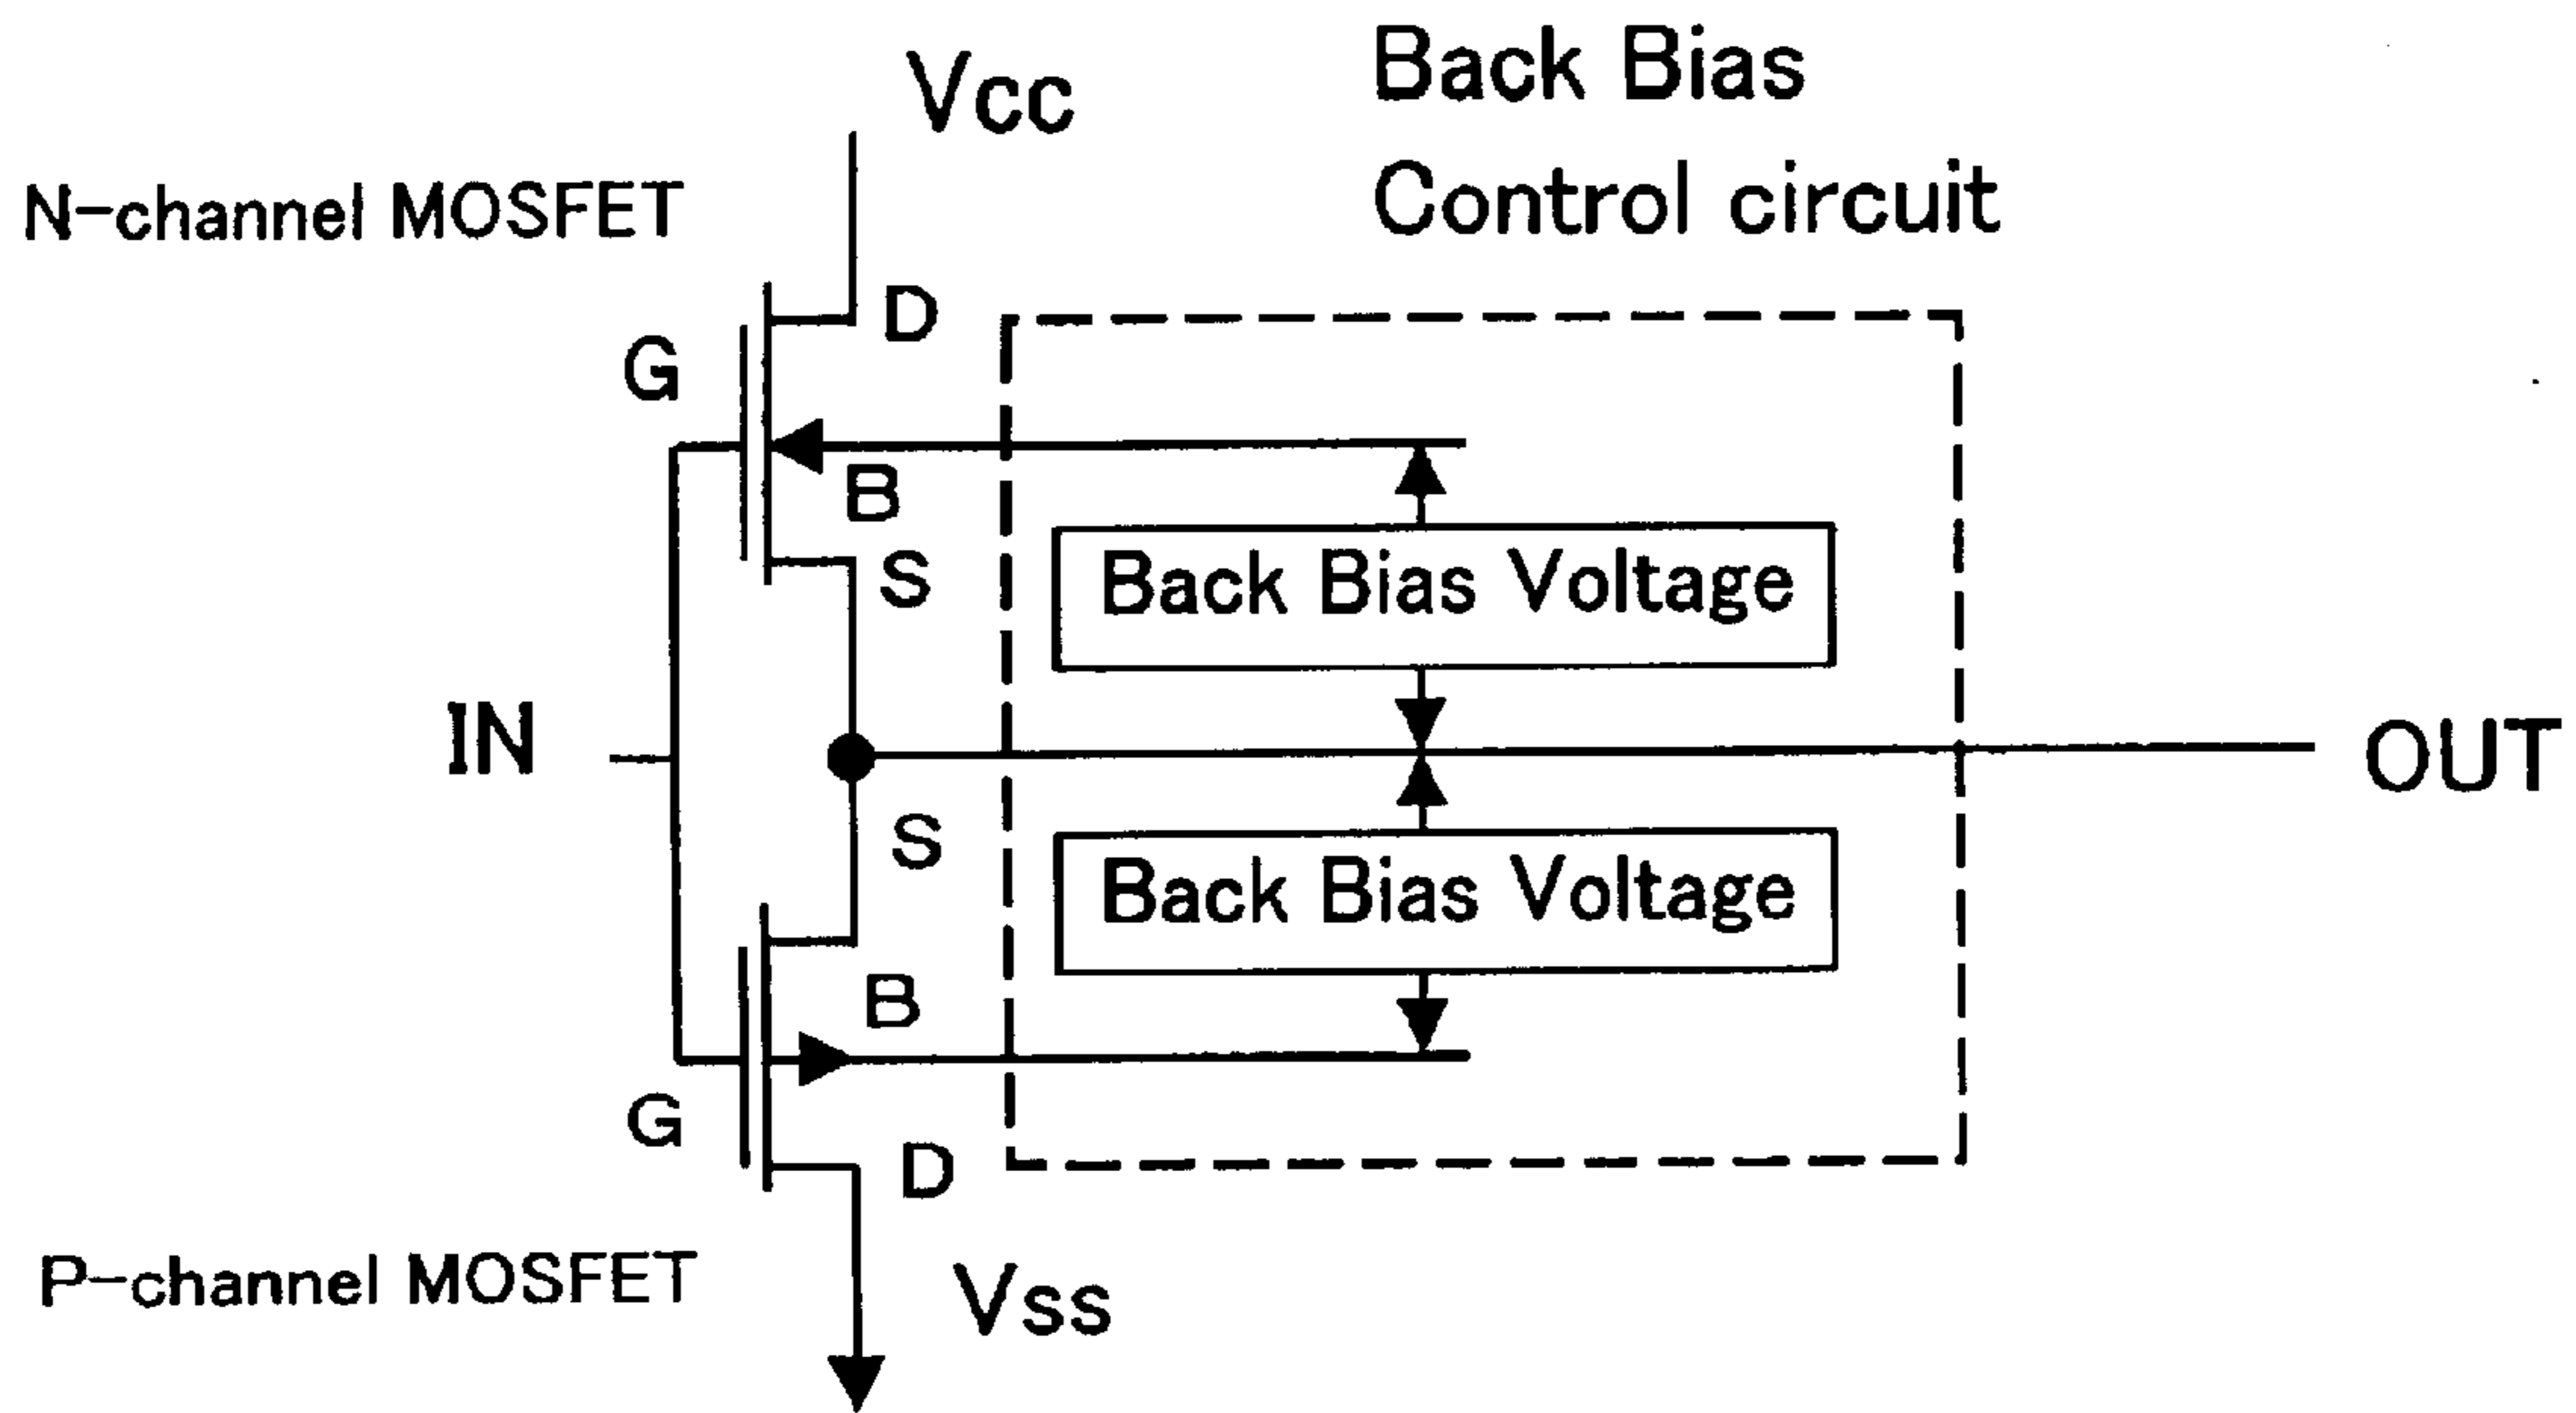 Vcc
Back Bias
Control circuit
N-channel MOSFET
D
G
B
S
Back Bias Voltage
IN
OUT
S
Back Bias Voltage
B
G
D
P-channel MOSFET
Vss